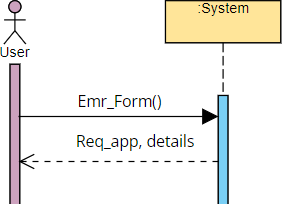 :System
User
Emr_Form()
Req_app, details